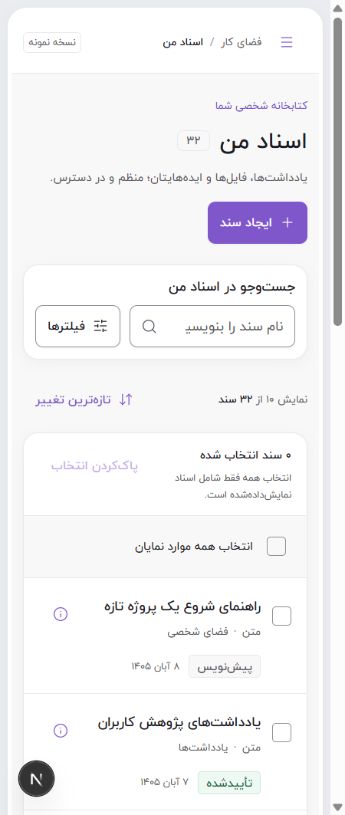 فضای کار / اسناد من
نسخه نمونه
کتابخانه شخصی شما
اسناد من ۳۲
یادداشت‌ها، فایل‌ها و ایده‌هایتان؛ منظم و در دسترس.
+ ایجاد سند
جست‌وجو در اسناد من
نام سند را بنویسید
فیلترها
نمایش ۱۰ از ۳۲ سند
تازه‌ترین تغییر
۰ سند انتخاب شده
پاک‌کردن انتخاب
انتخاب همه فقط شامل اسناد
نمایش‌داده‌شده است.
انتخاب همه موارد نمایان
راهنمای شروع یک پروژه تازه
متن · فضای شخصی
پیش‌نویس ۸ آبان ۱۴۰۵
یادداشت‌های پژوهش کاربران
متن · یادداشت‌ها
تأییدشده ۷ آبان ۱۴۰۵
N